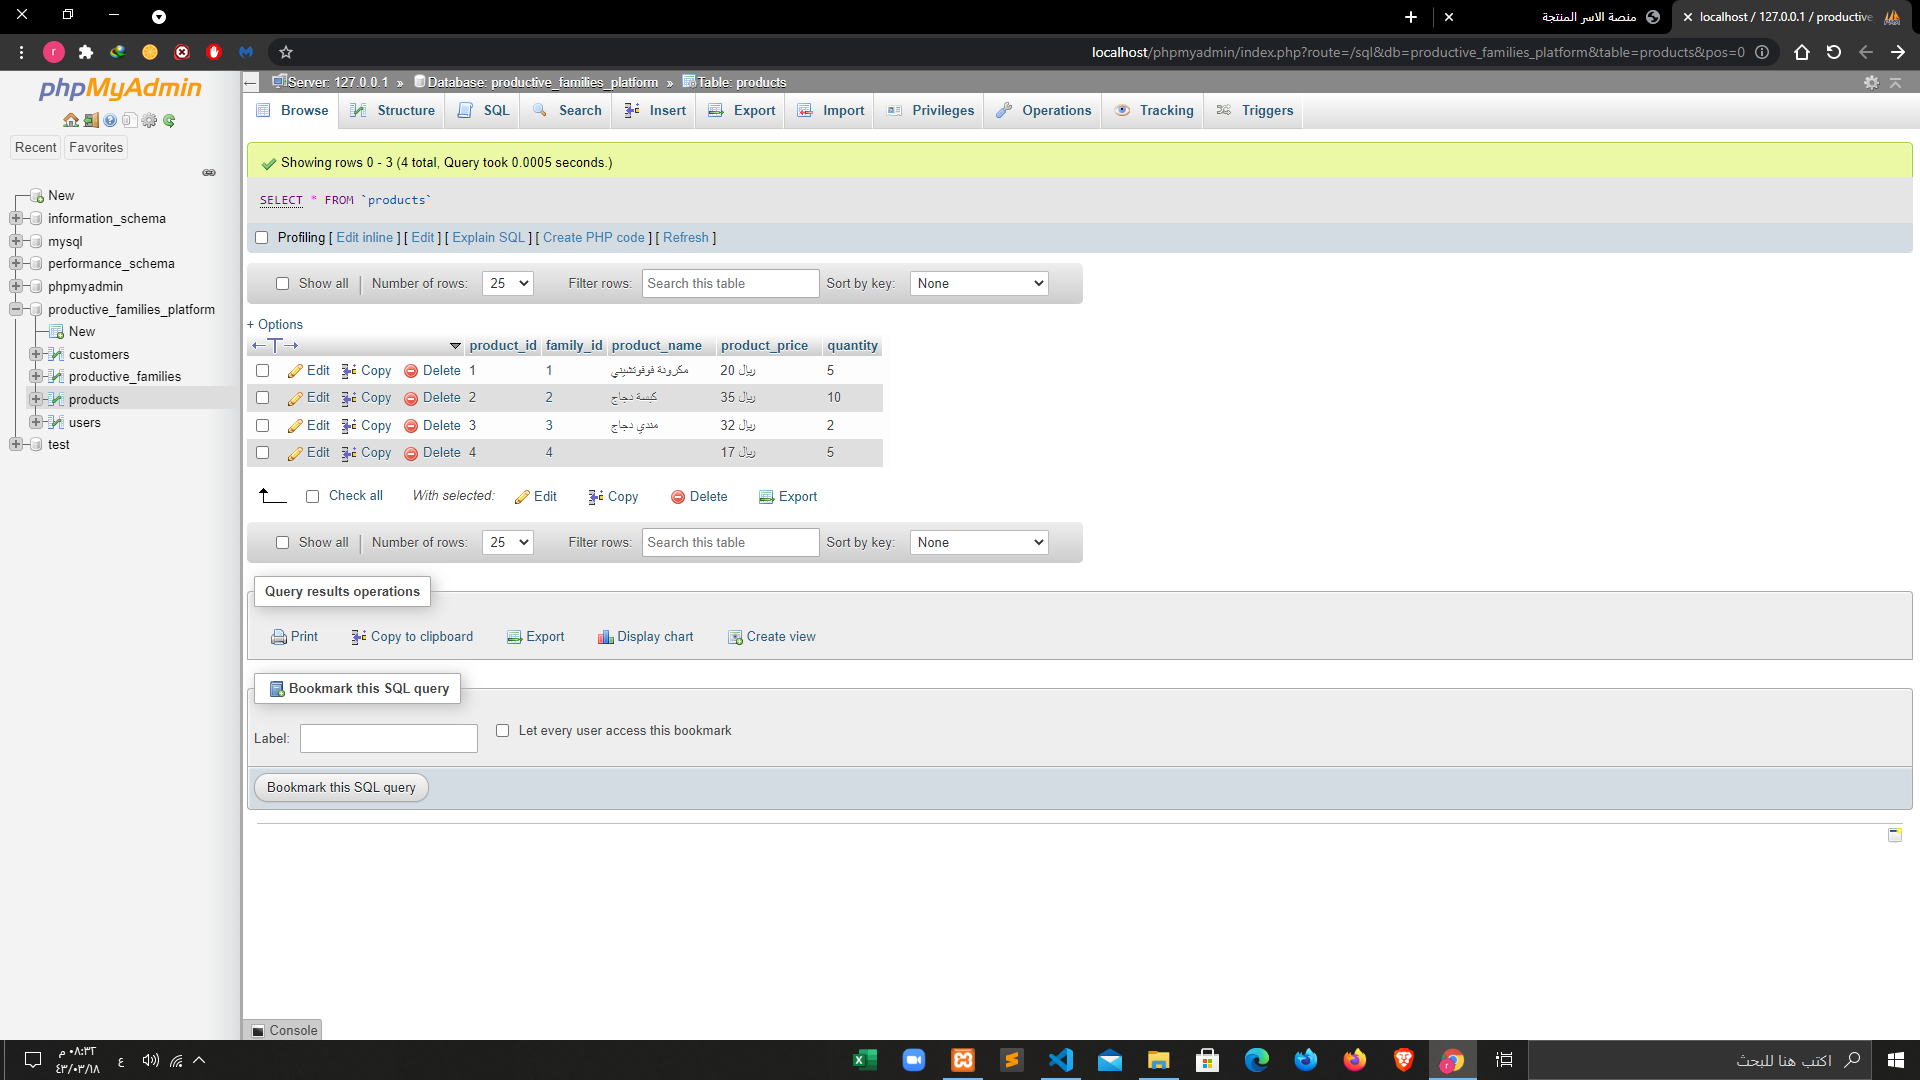 منصة الاسر المنتجة
localhost / 127.0.0.1 / productive
localhost/phpmyadmin/index.php?route=/sql&db=productive_families_platform&table=products&pos=0
phpMyAdmin
Recent Favorites
New
information_schema
mysql
performance_schema
phpmyadmin
productive_families_platform
New
customers
productive_families
products
users
test
Server: 127.0.0.1 » Database: productive_families_platform » Table: products
Browse Structure SQL Search Insert Export Import Privileges Operations Tracking Triggers
Showing rows 0 - 3 (4 total, Query took 0.0005 seconds.)
SELECT * FROM `products`
Profiling [ Edit inline ] [ Edit ] [ Explain SQL ] [ Create PHP code ] [ Refresh ]
Show all | Number of rows: 25 Filter rows: Search this table Sort by key: None
+ Options
←T→ product_id family_id product_name product_price quantity
Edit Copy Delete 1 1 مكرونة فوفوتشيني 20 ريال 5
Edit Copy Delete 2 2 كبسة دجاج 35 ريال 10
Edit Copy Delete 3 3 مندي دجاج 32 ريال 2
Edit Copy Delete 4 4 17 ريال 5
Check all With selected: Edit Copy Delete Export
Show all | Number of rows: 25 Filter rows: Search this table Sort by key: None
Query results operations
Print Copy to clipboard Export Display chart Create view
Bookmark this SQL query
Label: Let every user access this bookmark
Bookmark this SQL query
Console
٠٨:٣٢ م
٤٣/٠٣/١٨
ع
اكتب هنا للبحث